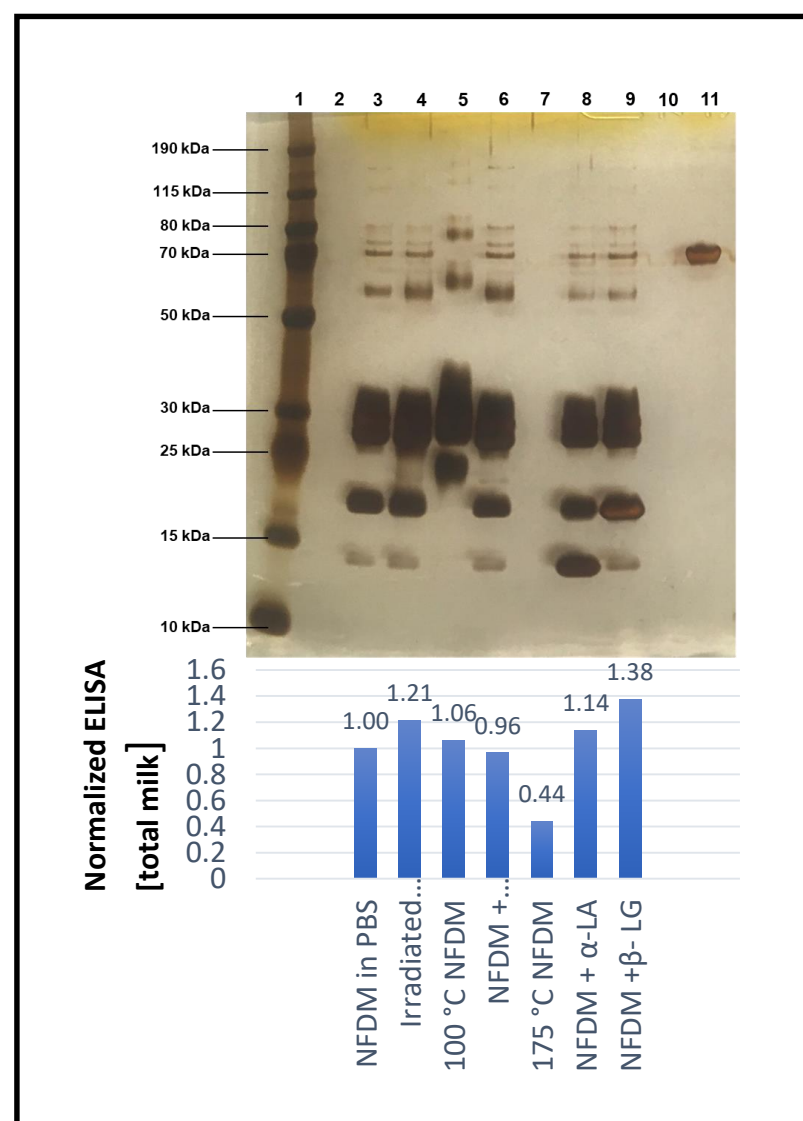 1 2 3 4 5 6 7 8 9 10 11
190 kDa
115 kDa
80 kDa
70 kDa
50 kDa
30 kDa
25 kDa
15 kDa
10 kDa
Normalized ELISA
[total milk]
1.6
1.4
1.2
1
0.8
0.6
0.4
0.2
0
1.00
1.21
1.06
0.96
0.44
1.14
1.38
NFDM in PBS
Irradiated...
100 °C NFDM
NFDM +...
175 °C NFDM
NFDM + α-LA
NFDM +β- LG